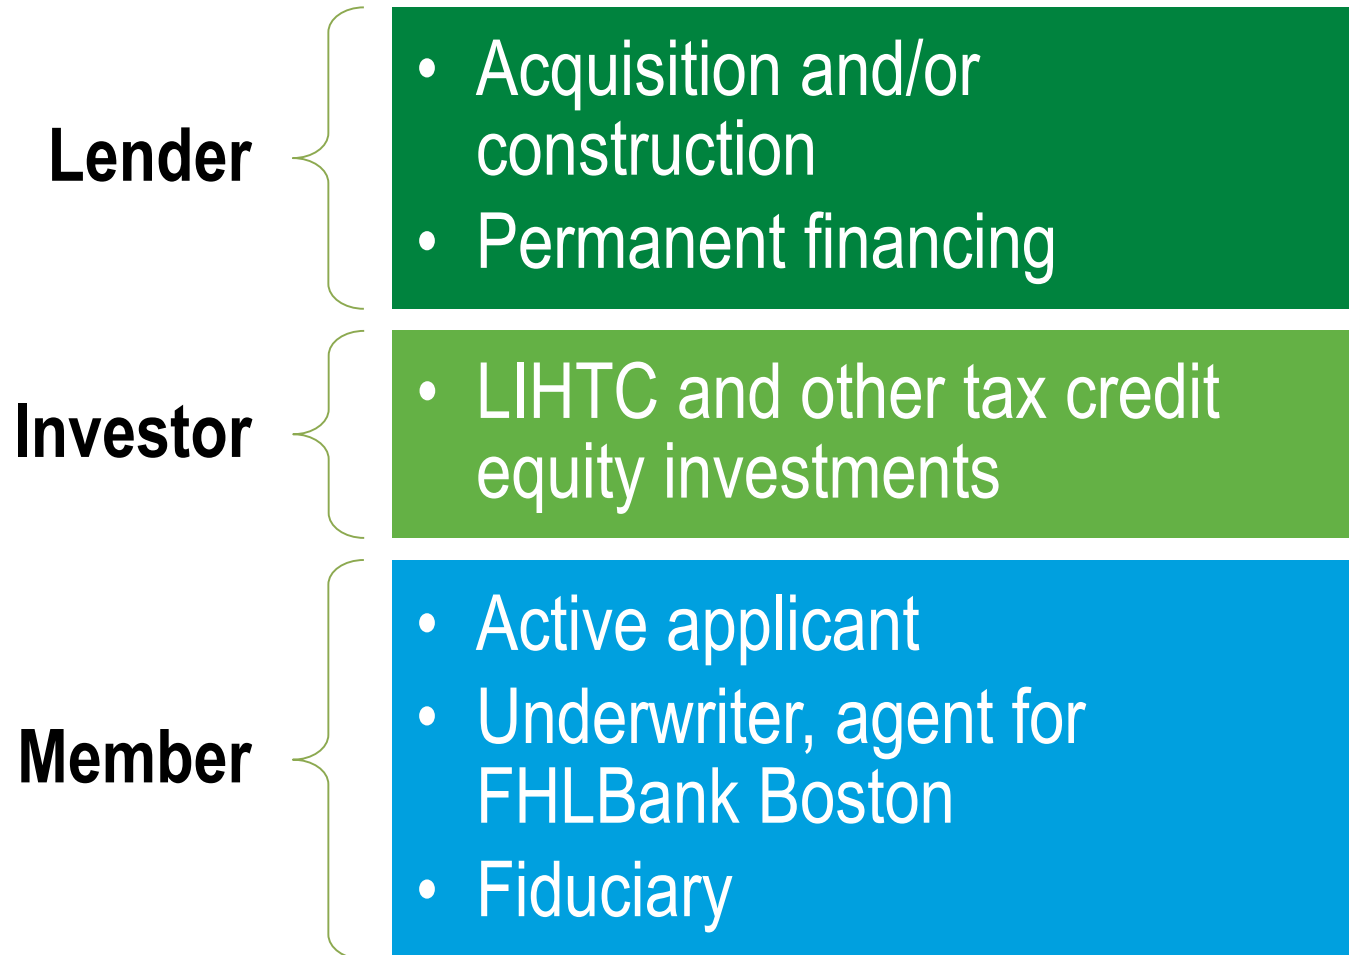 Lender
• Acquisition and/or
construction
• Permanent financing
Investor
• LIHTC and other tax credit
equity investments
Member
• Active applicant
• Underwriter, agent for
FHLBank Boston
• Fiduciary